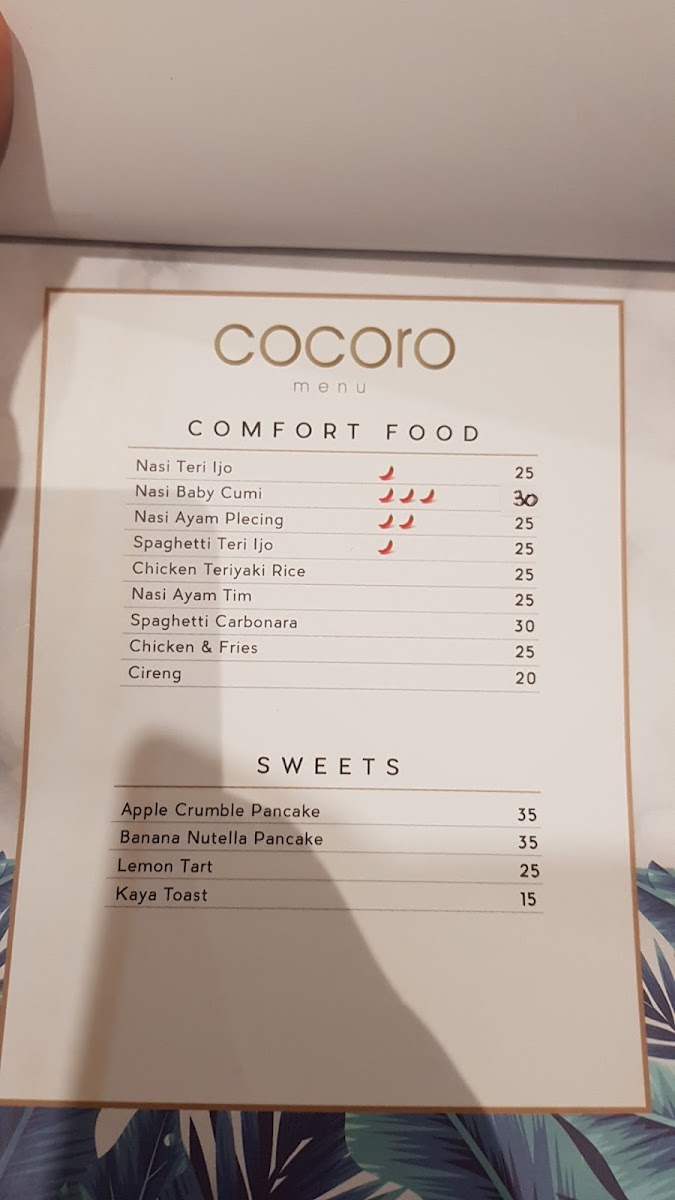 cocoro
menu
COMFORT FOOD
Nasi Teri Ijo 25
Nasi Baby Cumi 30
Nasi Ayam Plecing 25
Spaghetti Teri Ijo 25
Chicken Teriyaki Rice 25
Nasi Ayam Tim 25
Spaghetti Carbonara 30
Chicken & Fries 25
Cireng 20
SWEETS
Apple Crumble Pancake 35
Banana Nutella Pancake 35
Lemon Tart 25
Kaya Toast 15